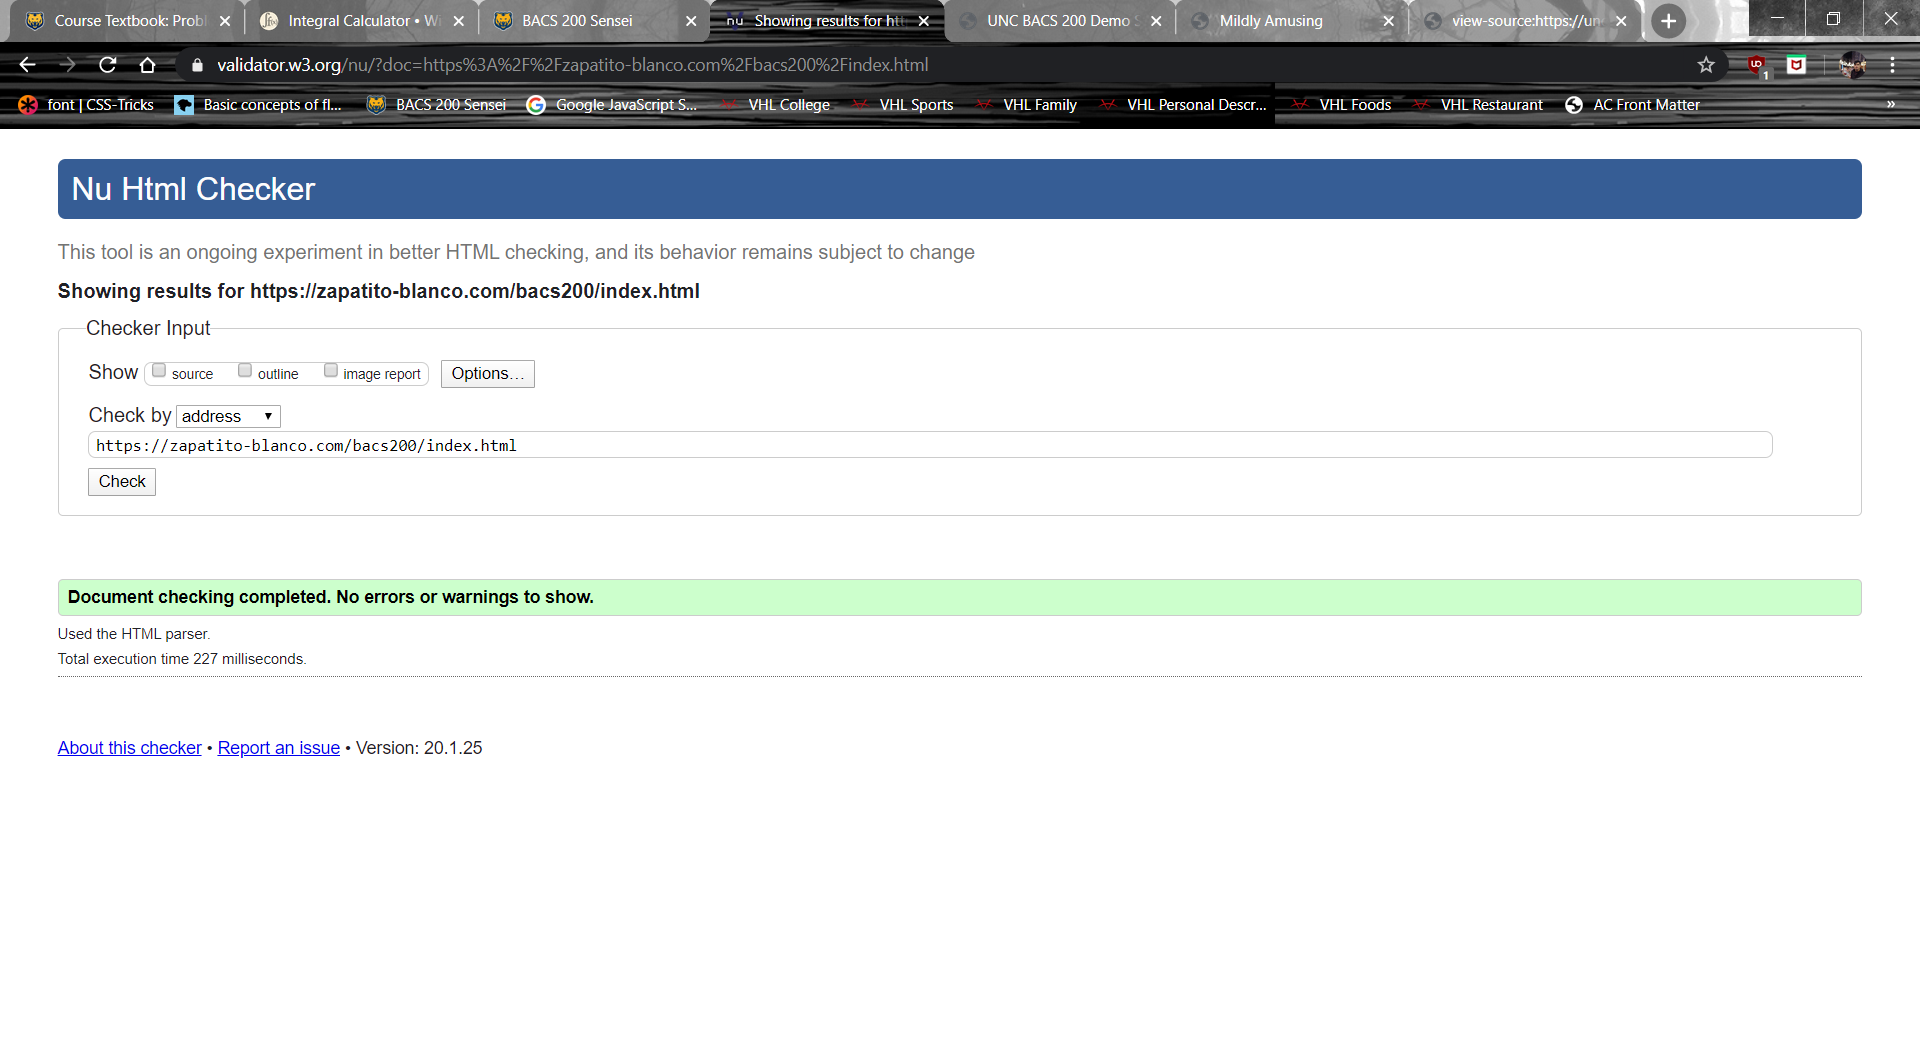 Course Textbook: Probl
Integral Calculator • W
BACS 200 Sensei
Showing results for htt
UNC BACS 200 Demo S
Mildly Amusing
view-source:https://un
validator.w3.org/nu/?doc=https%3A%2F%2Fzapatito-blanco.com%2Fbacs200%2Findex.html
font | CSS-Tricks
Basic concepts of fl...
BACS 200 Sensei
Google JavaScript S...
VHL College
VHL Sports
VHL Family
VHL Personal Descr...
VHL Foods
VHL Restaurant
AC Front Matter
»
Nu Html Checker
This tool is an ongoing experiment in better HTML checking, and its behavior remains subject to change
Showing results for https://zapatito-blanco.com/bacs200/index.html
Checker Input
Show source outline image report Options...
Check by address
https://zapatito-blanco.com/bacs200/index.html
Check
Document checking completed. No errors or warnings to show.
Used the HTML parser.
Total execution time 227 milliseconds.
About this checker • Report an issue • Version: 20.1.25